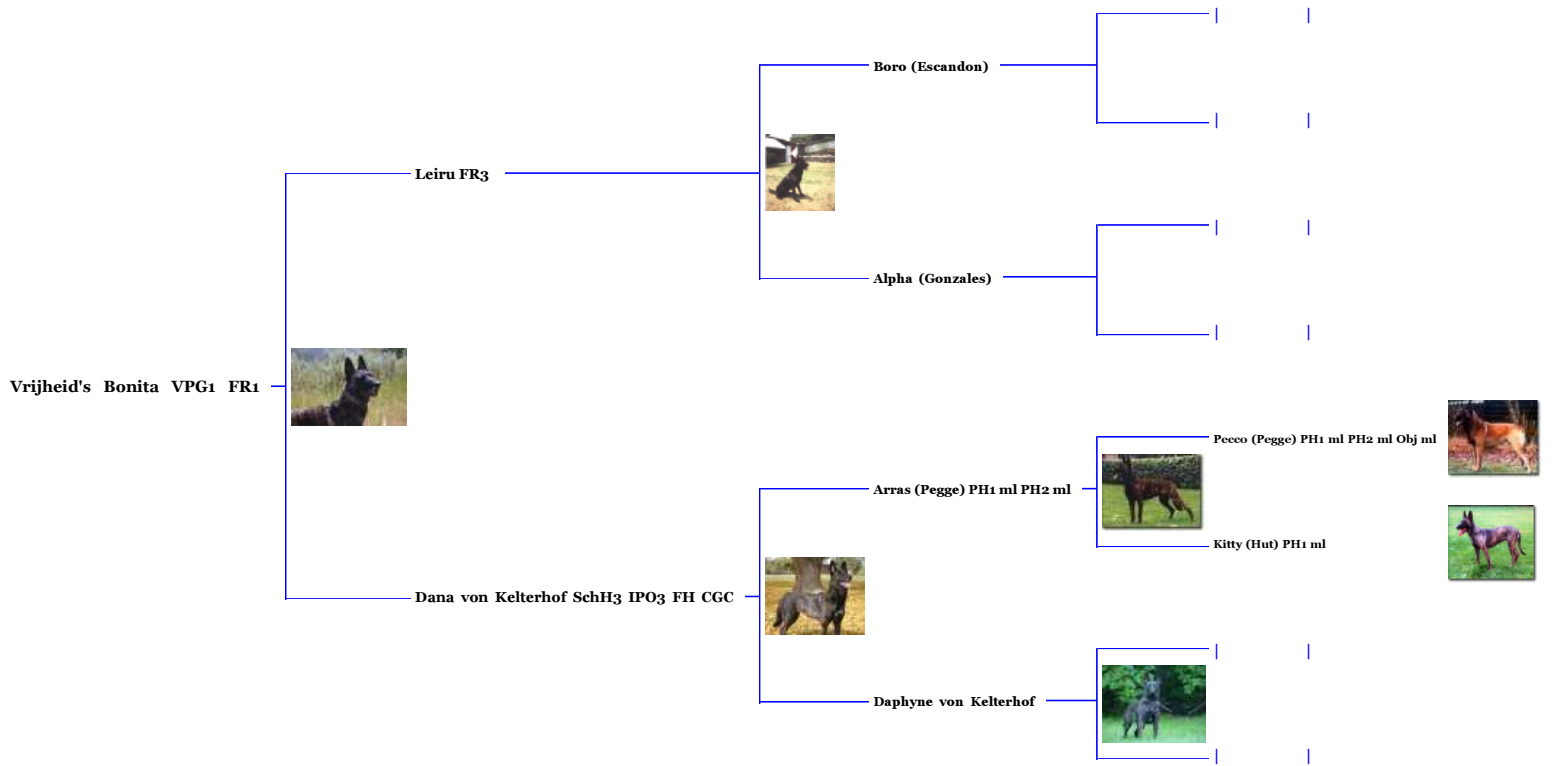 Boro (Escandon)
Leiru FR3
Alpha (Gonzales)
Vrijheid's Bonita VPG1 FR1
Pecco (Pegge) PH1 ml PH2 ml Obj ml
Arras (Pegge) PH1 ml PH2 ml
Kitty (Hut) PH1 ml
Dana von Kelterhof SchH3 IPO3 FH CGC
Daphyne von Kelterhof